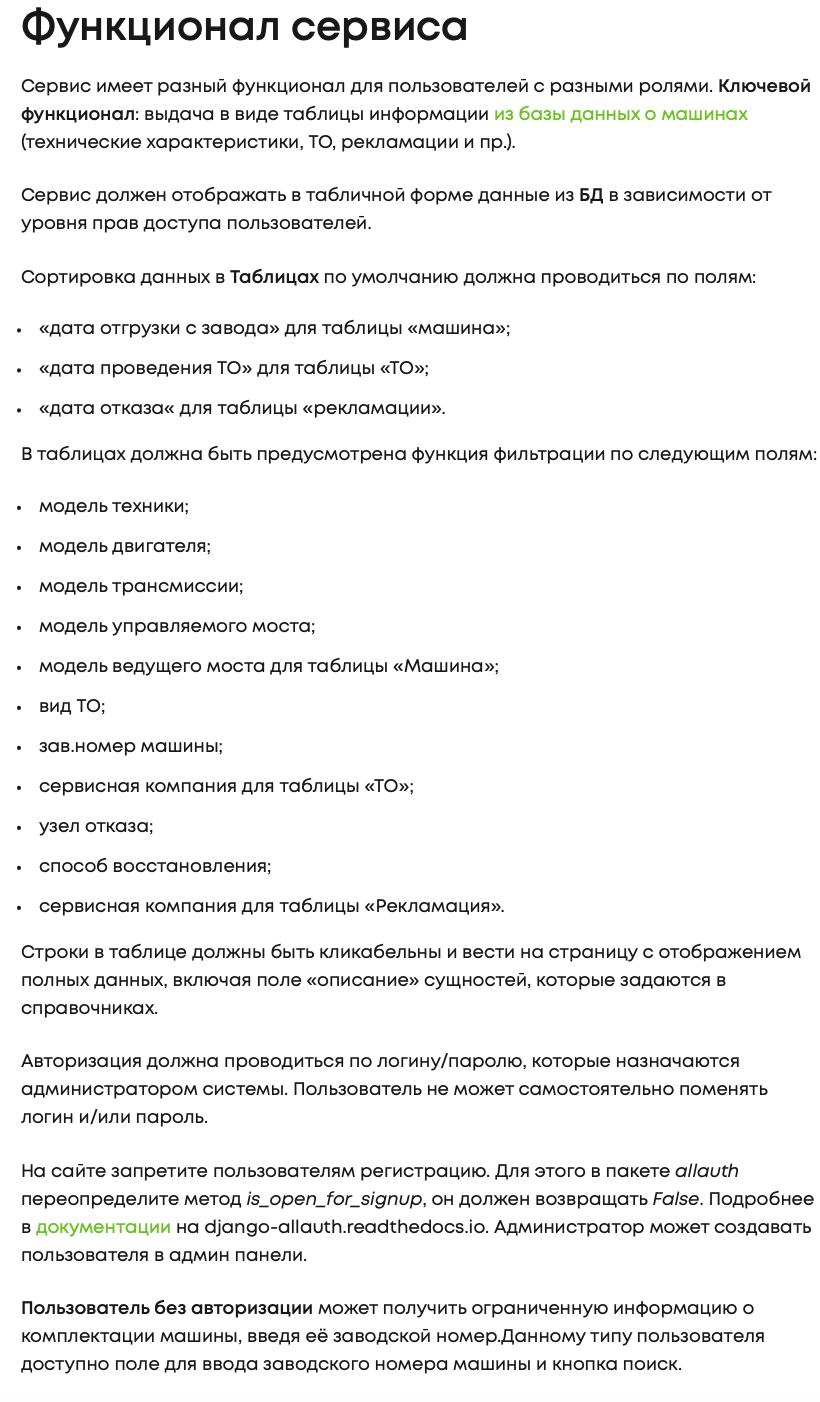 Функционал сервиса
Сервис имеет разный функционал для пользователей с разными ролями. Ключевой
функционал: выдача в виде таблицы информации из базы данных о машинах
(технические характеристики, ТО, рекламации и пр.).
Сервис должен отображать в табличной форме данные из БД в зависимости от
уровня прав доступа пользователей.
Сортировка данных в Таблицах по умолчанию должна проводиться по полям:
• «дата отгрузки с завода» для таблицы «машина»;
• «дата проведения ТО» для таблицы «ТО»;
• «дата отказа« для таблицы «рекламации».
В таблицах должна быть предусмотрена функция фильтрации по следующим полям:
• модель техники;
• модель двигателя;
• модель трансмиссии;
• модель управляемого моста;
• модель ведущего моста для таблицы «Машина»;
• вид ТО;
• зав.номер машины;
• сервисная компания для таблицы «ТО»;
• узел отказа;
• способ восстановления;
• сервисная компания для таблицы «Рекламация».
Строки в таблице должны быть кликабельны и вести на страницу с отображением
полных данных, включая поле «описание» сущностей, которые задаются в
справочниках.
Авторизация должна проводиться по логину/паролю, которые назначаются
администратором системы. Пользователь не может самостоятельно поменять
логин и/или пароль.
На сайте запретите пользователям регистрацию. Для этого в пакете allauth
переопределите метод is_open_for_signup, он должен возвращать False. Подробнее
в документации на django-allauth.readthedocs.io. Администратор может создавать
пользователя в админ панели.
Пользователь без авторизации может получить ограниченную информацию о
комплектации машины, введя её заводской номер.Данному типу пользователя
доступно поле для ввода заводского номера машины и кнопка поиск.